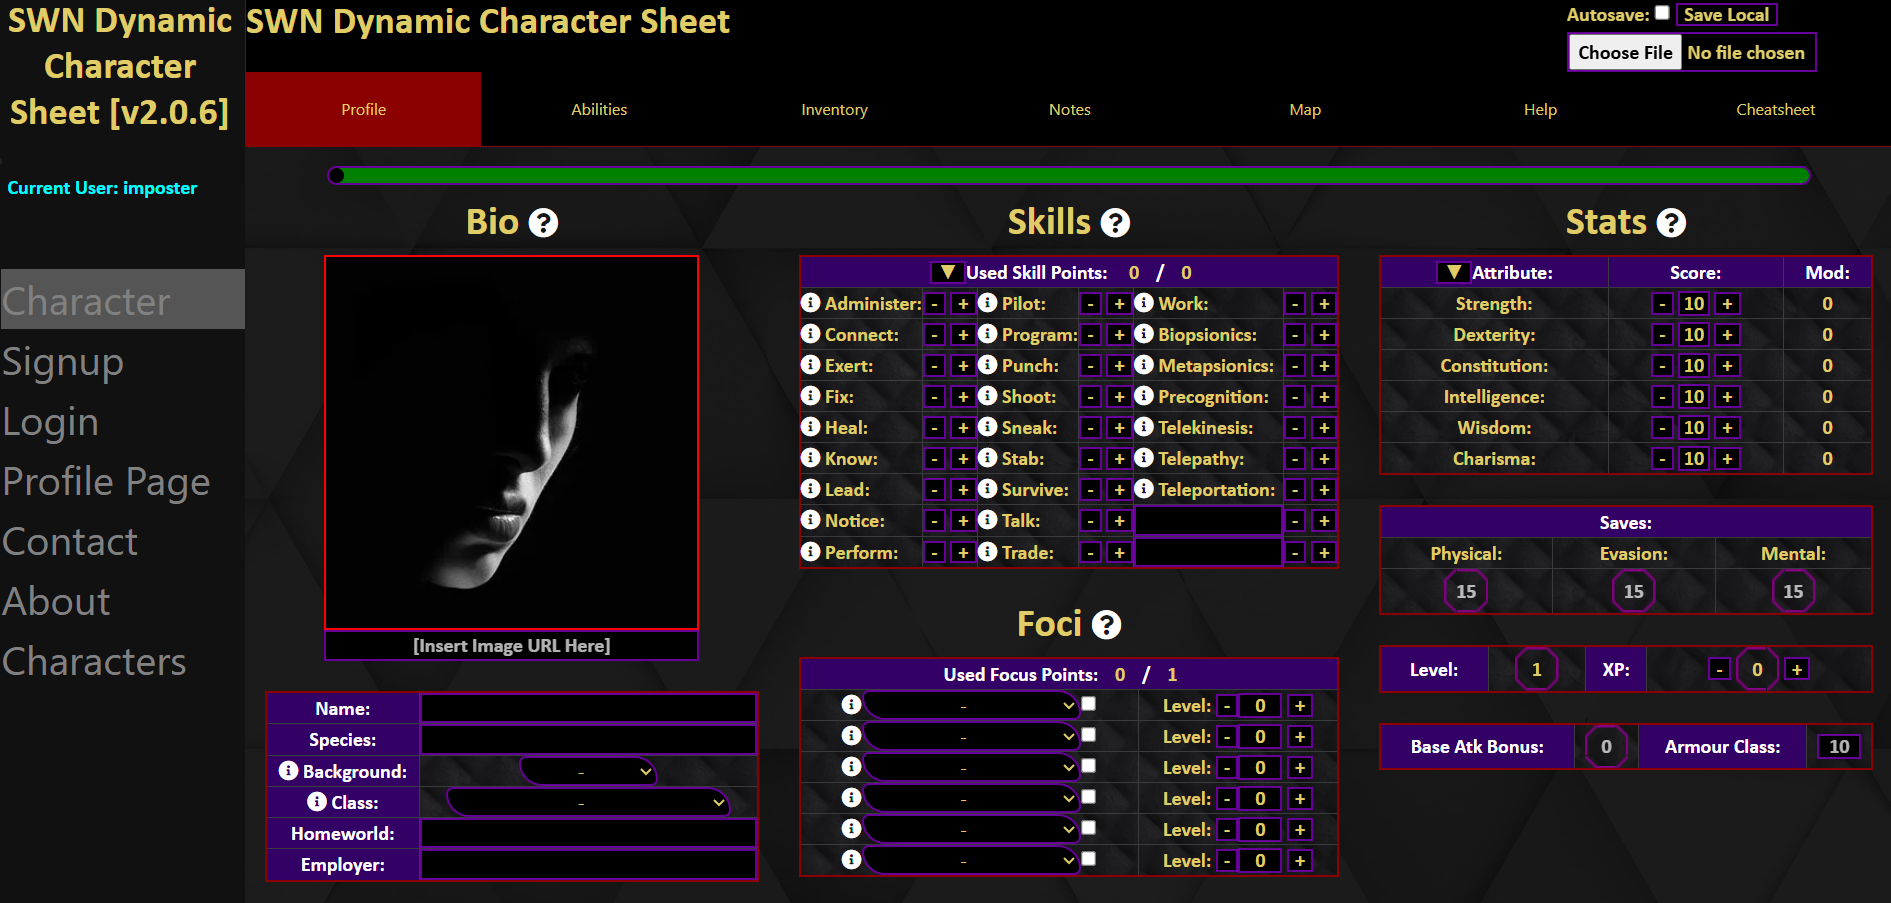 SWN Dynamic
Character
Sheet [v2.0.6]
Current User: imposter
Character
Signup
Login
Profile Page
Contact
About
Characters
SWN Dynamic Character Sheet
Autosave: Save Local
Choose File No file chosen
Profile Abilities Inventory Notes Map Help Cheatsheet
Bio ?
[Insert Image URL Here]
Name:
Species:
i Background: -
i Class: -
Homeworld:
Employer:
Skills ?
▼ Used Skill Points: 0 / 0
i Administer: - + i Pilot: - + i Work: - +
i Connect: - + i Program: - + i Biopsionics: - +
i Exert: - + i Punch: - + i Metapsionics: - +
i Fix: - + i Shoot: - + i Precognition: - +
i Heal: - + i Sneak: - + i Telekinesis: - +
i Know: - + i Stab: - + i Telepathy: - +
i Lead: - + i Survive: - + i Teleportation: - +
i Notice: - + i Talk: - + - +
i Perform: - + i Trade: - + - +
Foci ?
Used Focus Points: 0 / 1
i - Level: - 0 +
i - Level: - 0 +
i - Level: - 0 +
i - Level: - 0 +
i - Level: - 0 +
i - Level: - 0 +
Stats ?
▼ Attribute: Score: Mod:
Strength: - 10 + 0
Dexterity: - 10 + 0
Constitution: - 10 + 0
Intelligence: - 10 + 0
Wisdom: - 10 + 0
Charisma: - 10 + 0
Saves:
Physical: Evasion: Mental:
15 15 15
Level: 1 XP: - 0 +
Base Atk Bonus: 0 Armour Class: 10